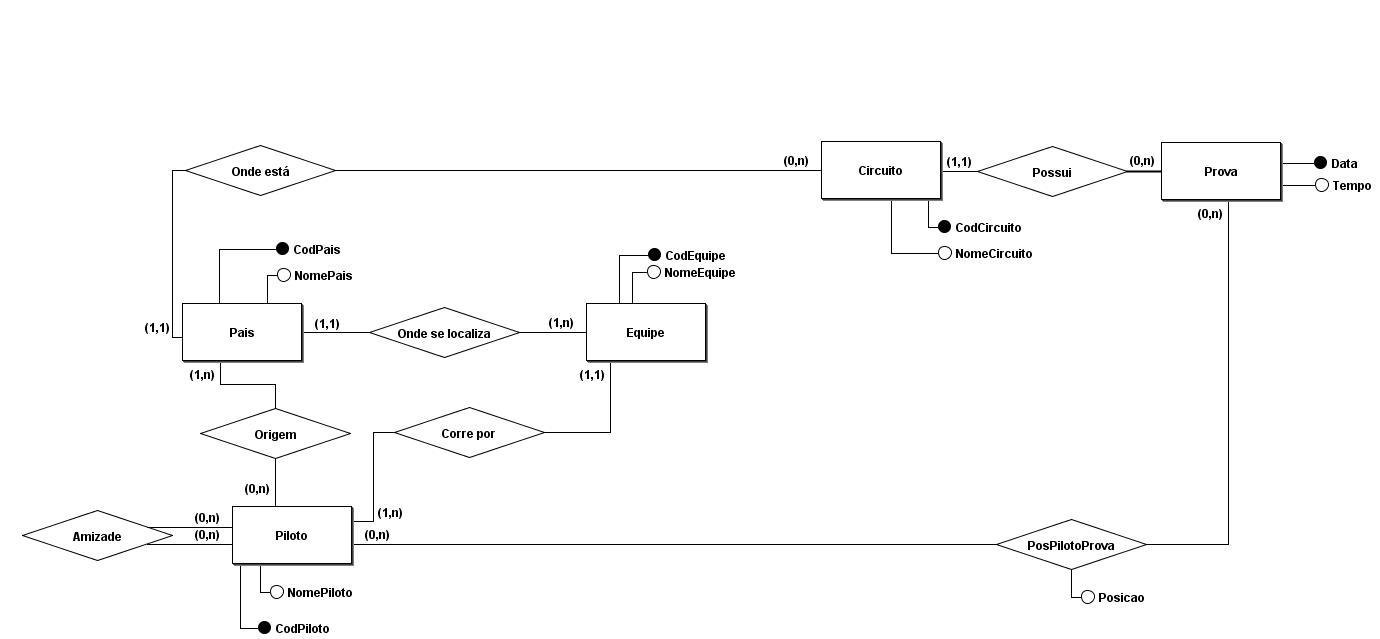 Onde está
(0,n)
Circuito
(1,1)
Possui
(0,n)
Prova
Data
Tempo
(0,n)
CodCircuito
NomeCircuito
CodPais
NomePais
CodEquipe
NomeEquipe
(1,1)
Pais
(1,1)
Onde se localiza
(1,n)
Equipe
(1,n)
(1,1)
Origem
Corre por
(0,n)
(1,n)
(0,n)
(0,n)
Amizade
Piloto
(0,n)
PosPilotoProva
NomePiloto
Posicao
CodPiloto